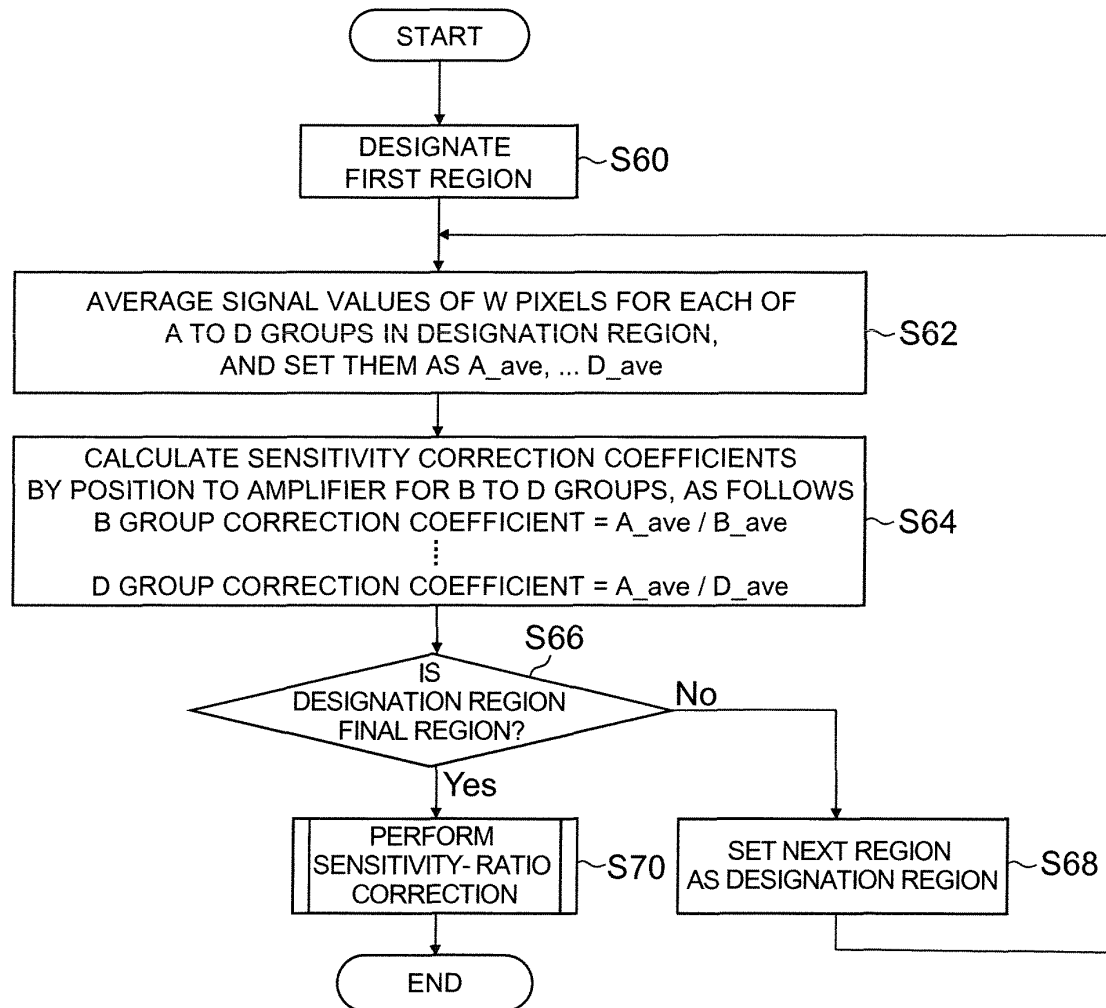 START
DESIGNATE
FIRST REGION
S60
AVERAGE SIGNAL VALUES OF W PIXELS FOR EACH OF
A TO D GROUPS IN DESIGNATION REGION,
AND SET THEM AS A_ave, ... D_ave
S62
CALCULATE SENSITIVITY CORRECTION COEFFICIENTS
BY POSITION TO AMPLIFIER FOR B TO D GROUPS, AS FOLLOWS
B GROUP CORRECTION COEFFICIENT = A_ave / B_ave
⋮
D GROUP CORRECTION COEFFICIENT = A_ave / D_ave
S64
S66
IS
DESIGNATION REGION
FINAL REGION?
No
Yes
PERFORM
SENSITIVITY-RATIO
CORRECTION
S70
SET NEXT REGION
AS DESIGNATION REGION
S68
END